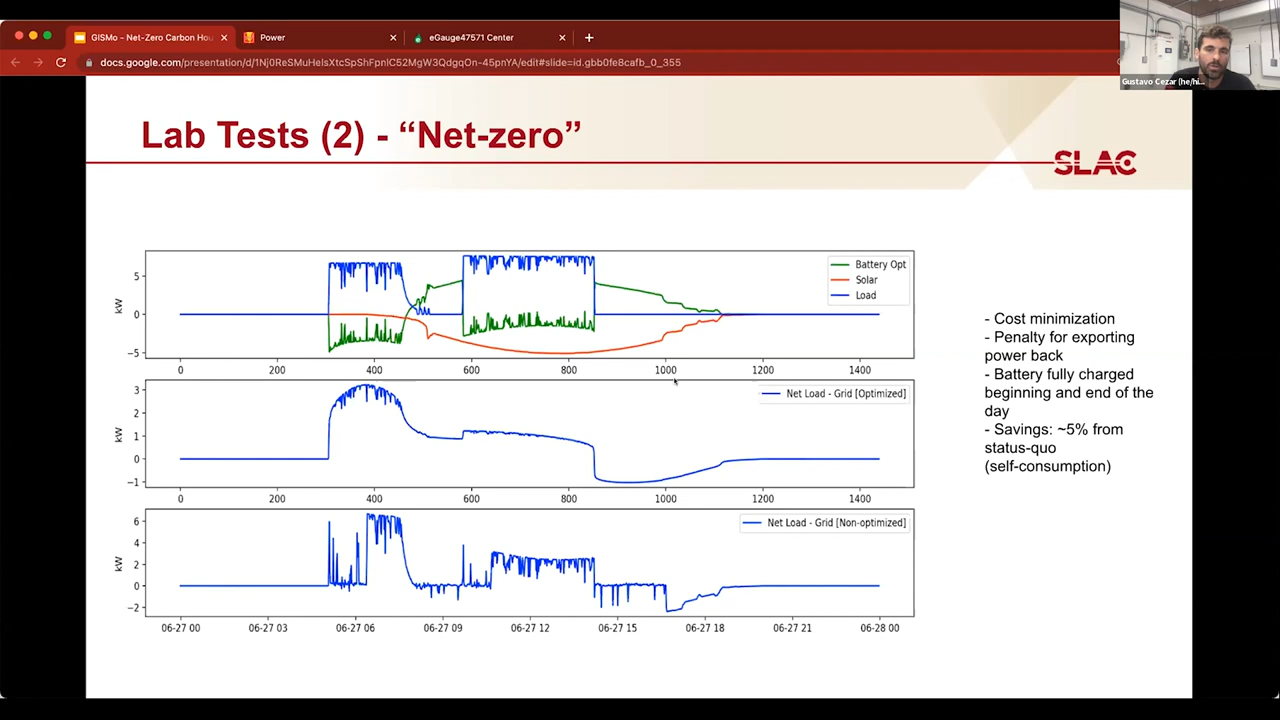 GISMo - Net-Zero Carbon Hou
Power
eGauge47571 Center
docs.google.com/presentation/d/1Nj0ReSMuHelsXtcSpShFpnIC52MgW3QdgqOn-45pnYA/edit#slide=id.gbb0fe8cafb_0_355
Gustavo Cezar (he/hi...
Lab Tests (2) - “Net-zero”
SLAC
Battery Opt
Solar
Load
kW
5
0
−5
0 200 400 600 800 1000 1200 1400
Net Load - Grid [Optimized]
kW
3
2
1
0
−1
0 200 400 600 800 1000 1200 1400
Net Load - Grid [Non-optimized]
kW
6
4
2
0
−2
06-27 00 06-27 03 06-27 06 06-27 09 06-27 12 06-27 15 06-27 18 06-27 21 06-28 00
- Cost minimization
- Penalty for exporting
power back
- Battery fully charged
beginning and end of the
day
- Savings: ~5% from
status-quo
(self-consumption)